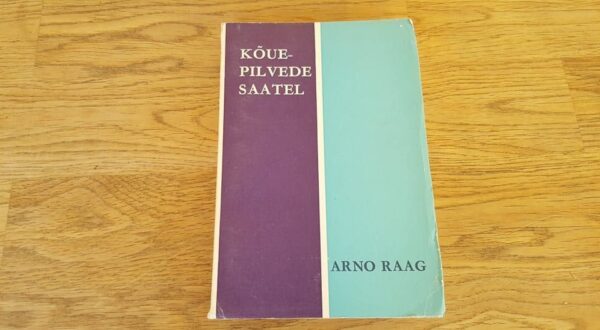 KÕUE-
PILVEDE
SAATEL
ARNO RAAG